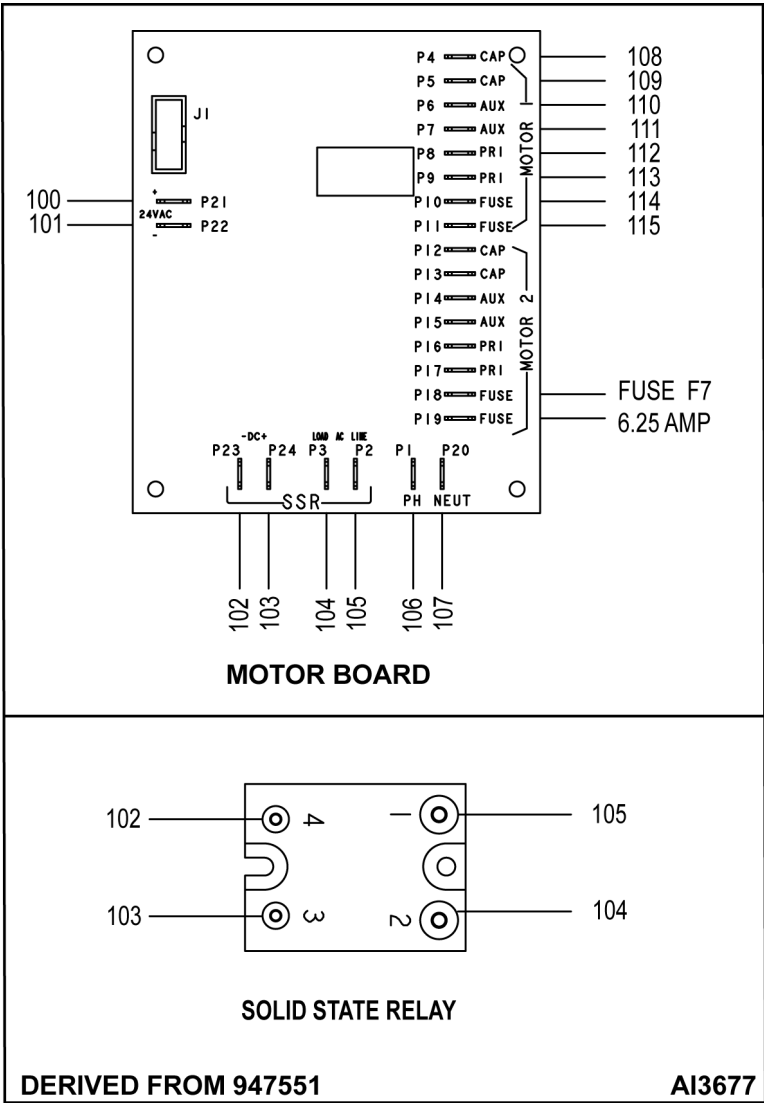 P4 CAP 108
P5 CAP 109
P6 AUX 110
P7 AUX 111
P8 PRI 112
P9 PRI 113
P10 FUSE 114
P11 FUSE 115
MOTOR 1
J1
100 + P21
24VAC
101 - P22
P12 CAP
P13 CAP
P14 AUX
P15 AUX
P16 PRI
P17 PRI
P18 FUSE FUSE F7
P19 FUSE 6.25 AMP
MOTOR 2
-DC+ LOAD AC LINE
P23 P24 P3 P2 P1 P20
SSR PH NEUT
102 103 104 105 106 107
MOTOR BOARD
102 4 1 105
103 3 2 104
SOLID STATE RELAY
DERIVED FROM 947551 AI3677